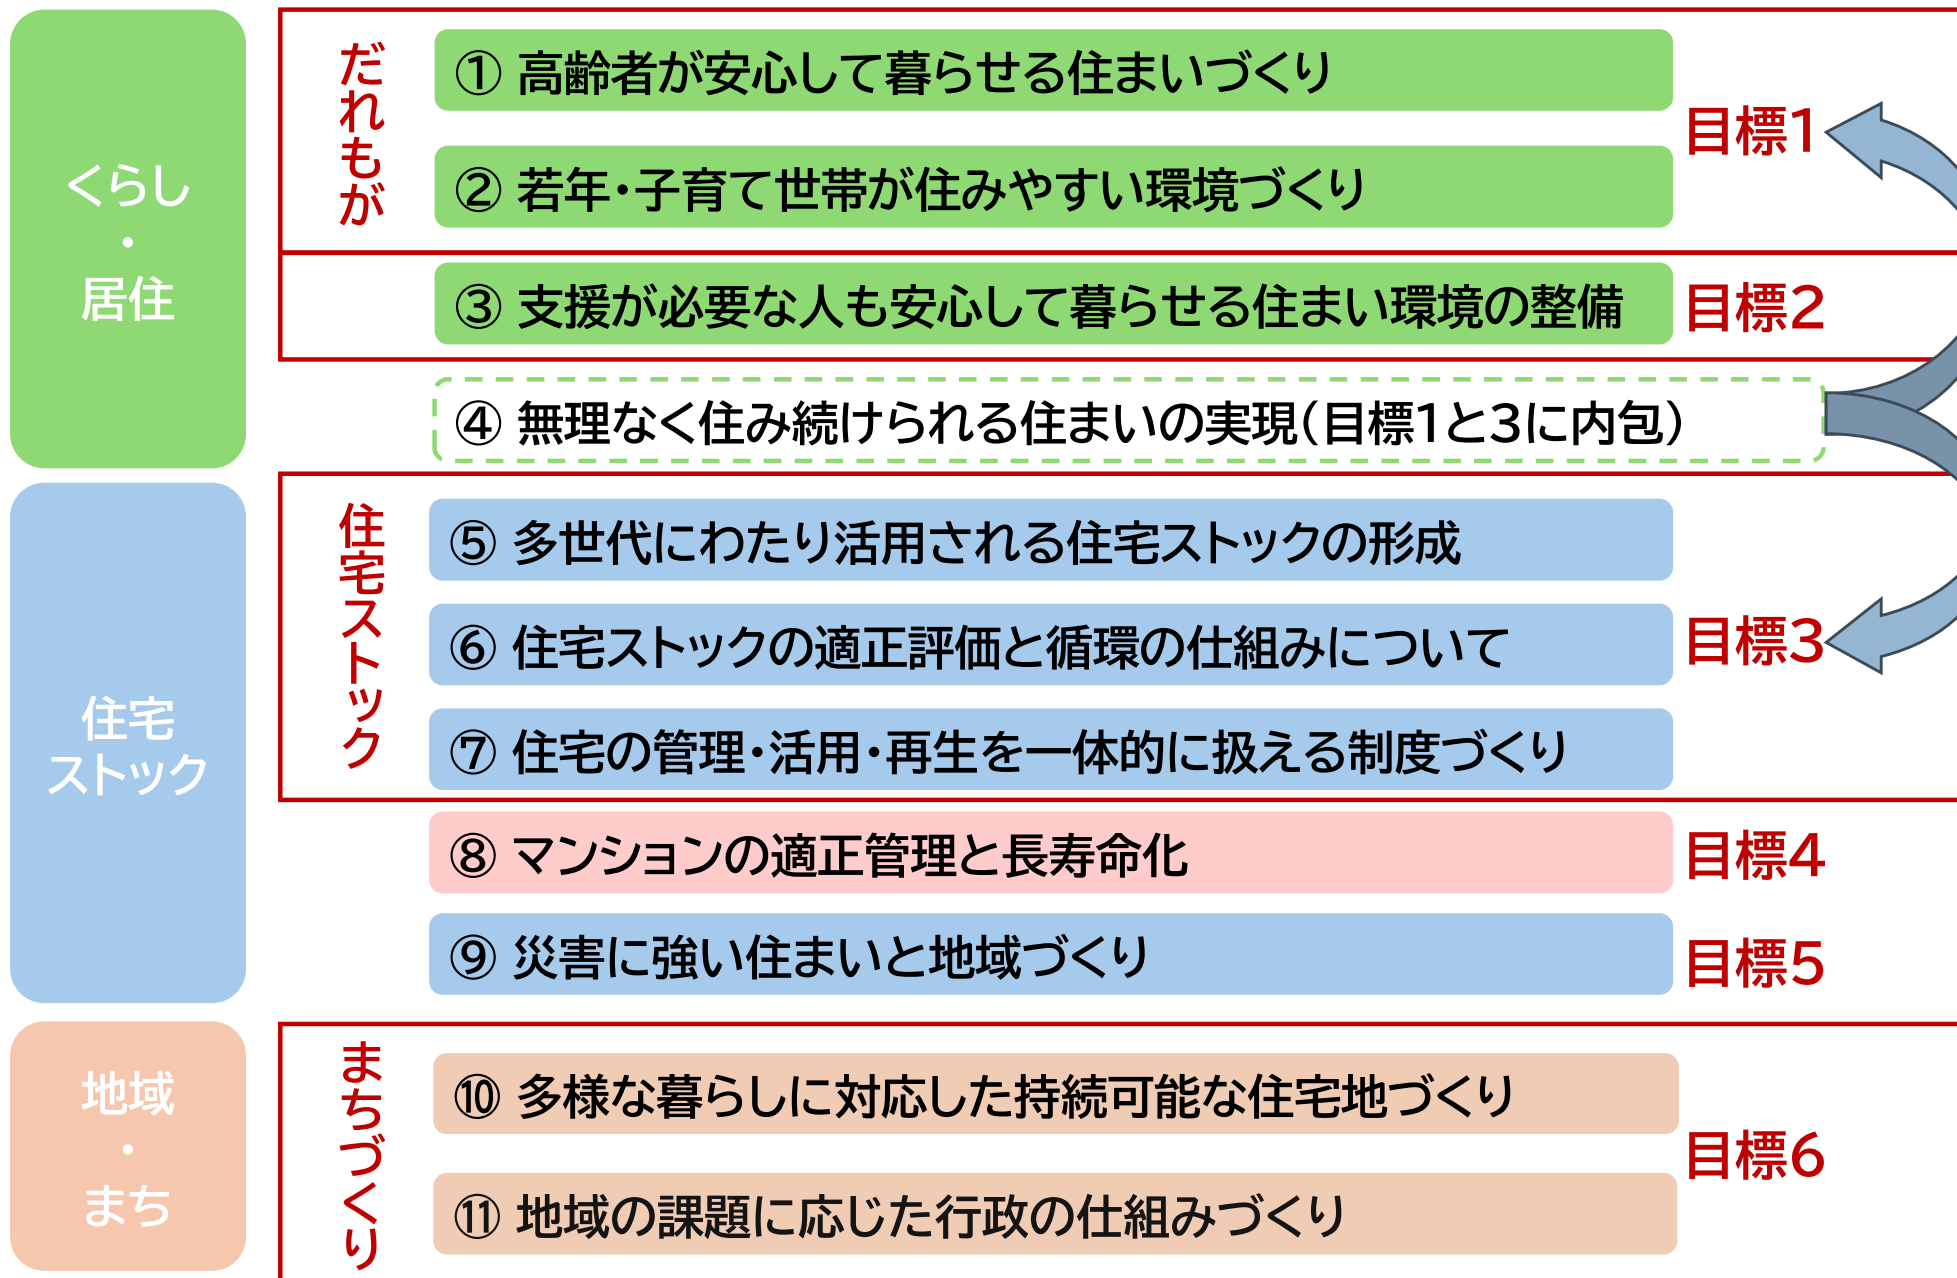 くらし
・
居住
だれもが
① 高齢者が安心して暮らせる住まいづくり
② 若年・子育て世帯が住みやすい環境づくり
目標1
③ 支援が必要な人も安心して暮らせる住まい環境の整備
目標2
④ 無理なく住み続けられる住まいの実現(目標1と3に内包)
住宅
ストック
住宅ストック
⑤ 多世代にわたり活用される住宅ストックの形成
⑥ 住宅ストックの適正評価と循環の仕組みについて
⑦ 住宅の管理・活用・再生を一体的に扱える制度づくり
目標3
⑧ マンションの適正管理と長寿命化
目標4
⑨ 災害に強い住まいと地域づくり
目標5
地域
・
まち
まちづくり
⑩ 多様な暮らしに対応した持続可能な住宅地づくり
⑪ 地域の課題に応じた行政の仕組みづくり
目標6